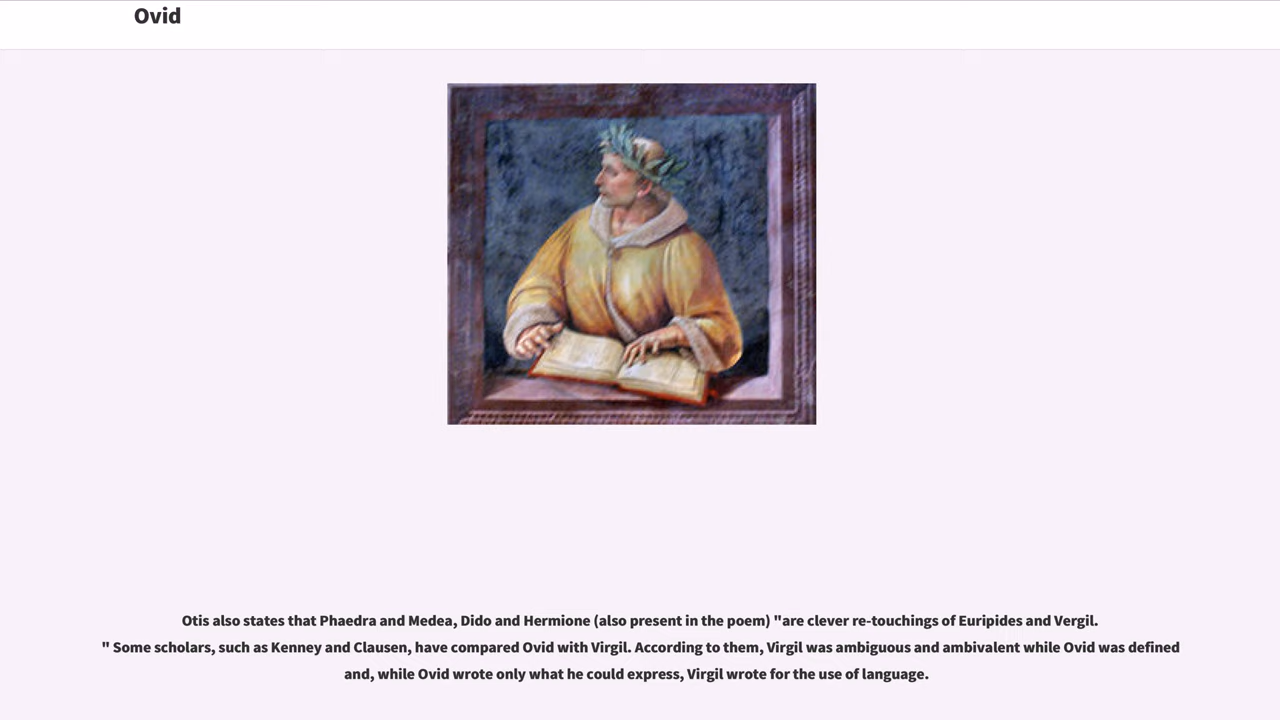 Ovid
Otis also states that Phaedra and Medea, Dido and Hermione (also present in the poem) "are clever re-touchings of Euripides and Vergil.
" Some scholars, such as Kenney and Clausen, have compared Ovid with Virgil. According to them, Virgil was ambiguous and ambivalent while Ovid was defined
and, while Ovid wrote only what he could express, Virgil wrote for the use of language.